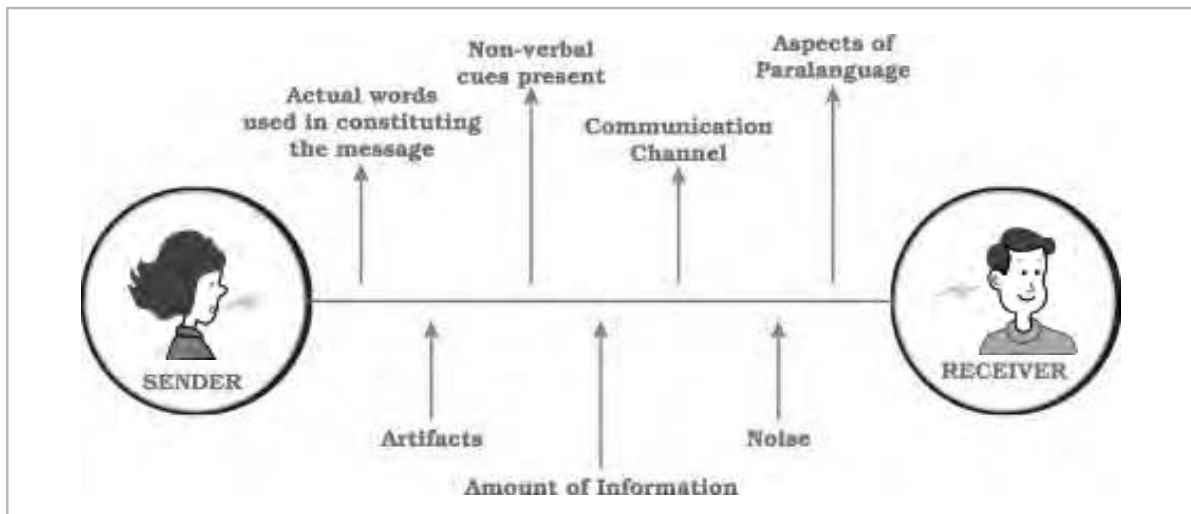 Actual words
used in constituting
the message
Non-verbal
cues present
Communication
Channel
Aspects of
Paralanguage
SENDER
RECEIVER
Artifacts
Amount of Information
Noise